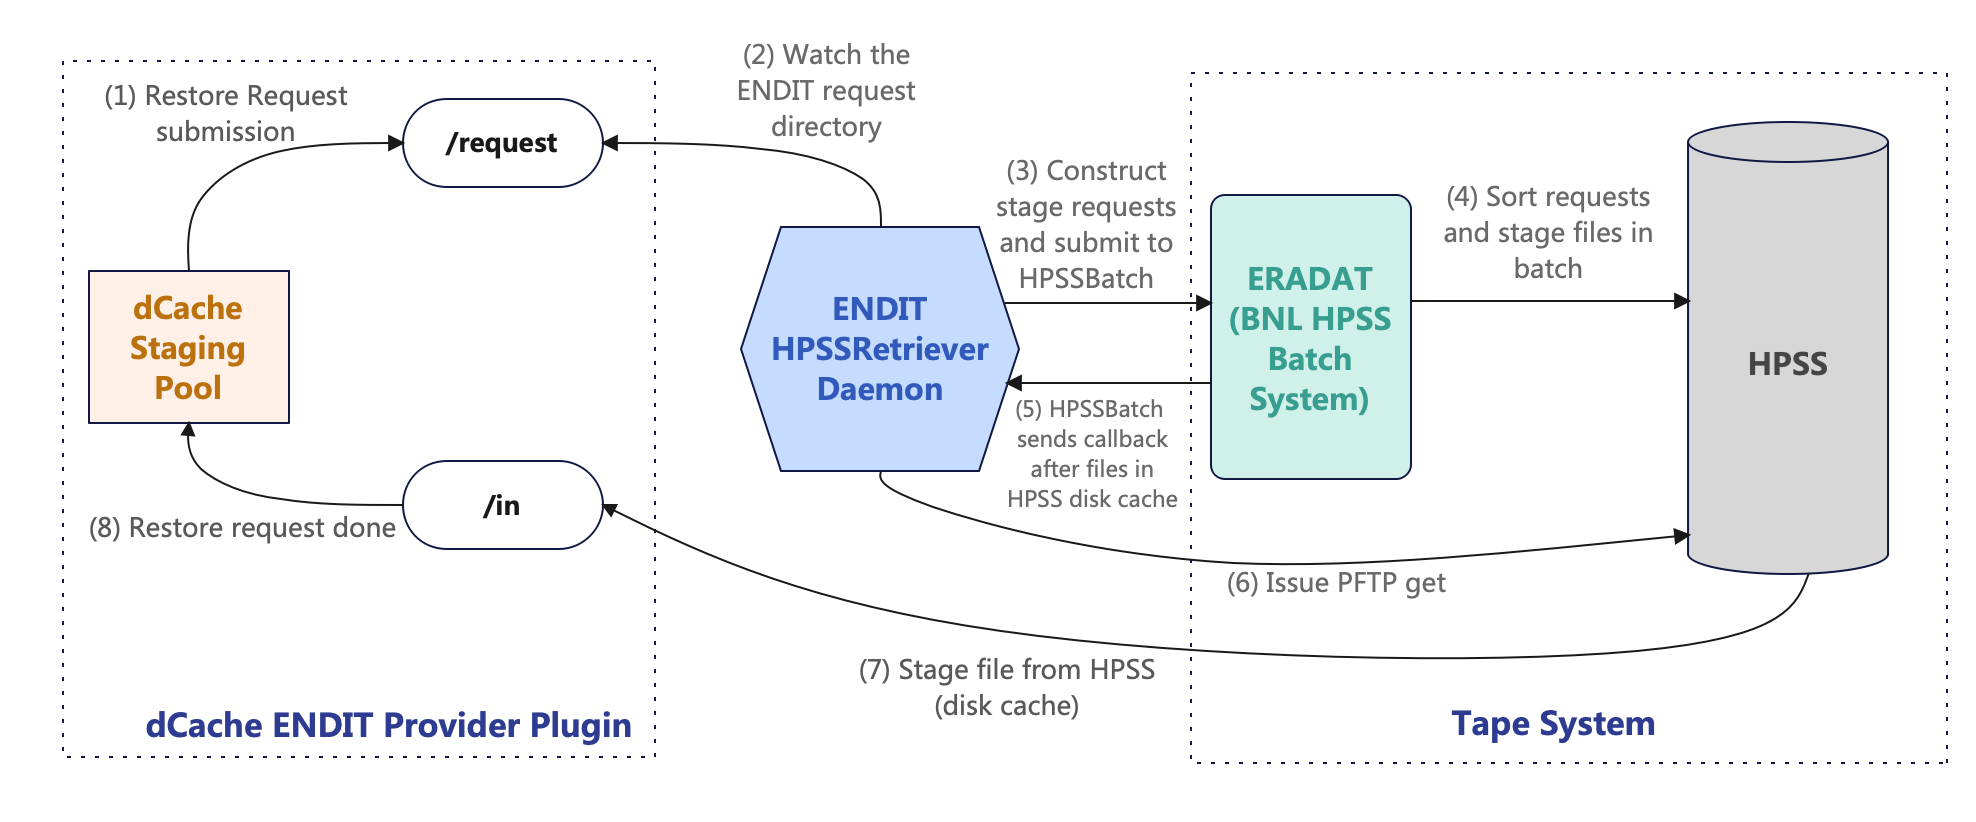 (1) Restore Request
submission
/request
(2) Watch the
ENDIT request
directory
(3) Construct
stage requests
and submit to
HPSSBatch
(4) Sort requests
and stage files in
batch
dCache
Staging
Pool
ENDIT
HPSSRetriever
Daemon
ERADAT
(BNL HPSS
Batch
System)
HPSS
(5) HPSSBatch
sends callback
after files in
HPSS disk cache
/in
(8) Restore request done
(6) Issue PFTP get
(7) Stage file from HPSS
(disk cache)
dCache ENDIT Provider Plugin
Tape System